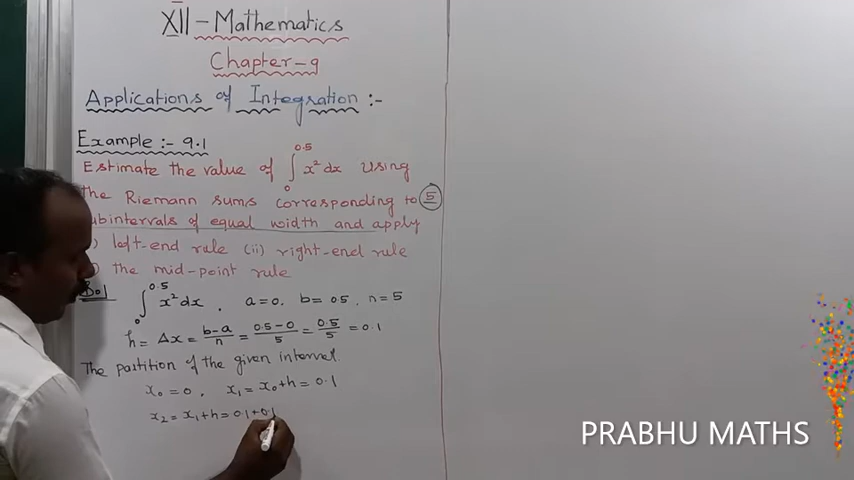 XII - Mathematics
Chapter-9
Applications of Integration :-
Example :- 9.1
Estimate the value of ∫₀^0.5 x² dx using
the Riemann sums corresponding to 5
subintervals of equal width and apply
left-end rule (ii) right-end rule
the mid-point rule
Sol
∫₀^0.5 x² dx , a=0, b=0.5, n=5
h = Δx = b-a/n = 0.5-0/5 = 0.5/5 = 0.1
The partition of the given interval
x₀ = 0, x₁ = x₀+h = 0.1
x₂ = x₁+h = 0.1+0.1
PRABHU MATHS